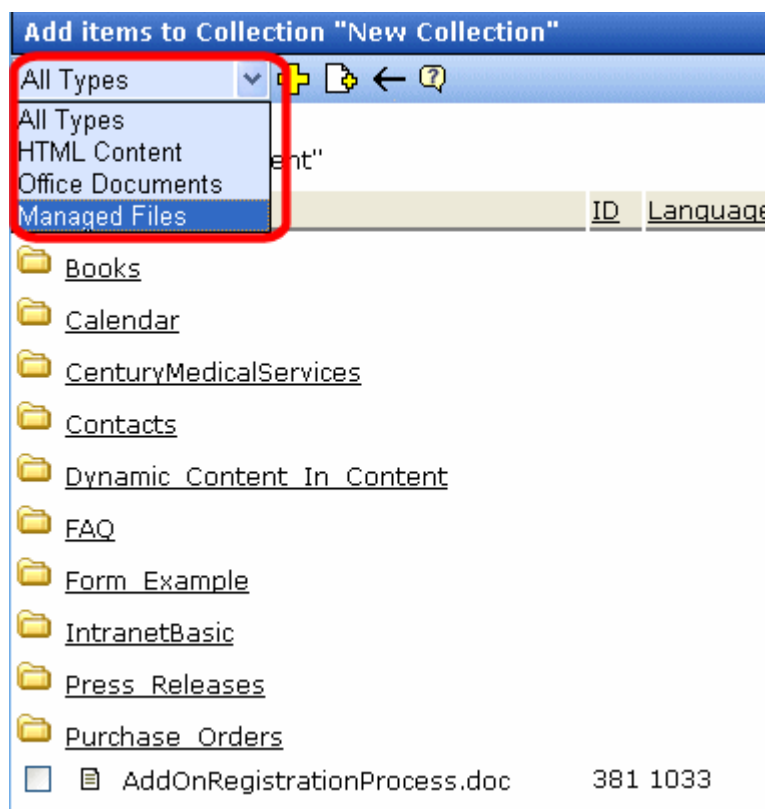 Add items to Collection "New Collection"
All Types
All Types
HTML Content
ent"
Office Documents
Managed Files ID Language
Books
Calendar
CenturyMedicalServices
Contacts
Dynamic_Content_In_Content
FAQ
Form_Example
IntranetBasic
Press_Releases
Purchase_Orders
AddOnRegistrationProcess.doc 381 1033